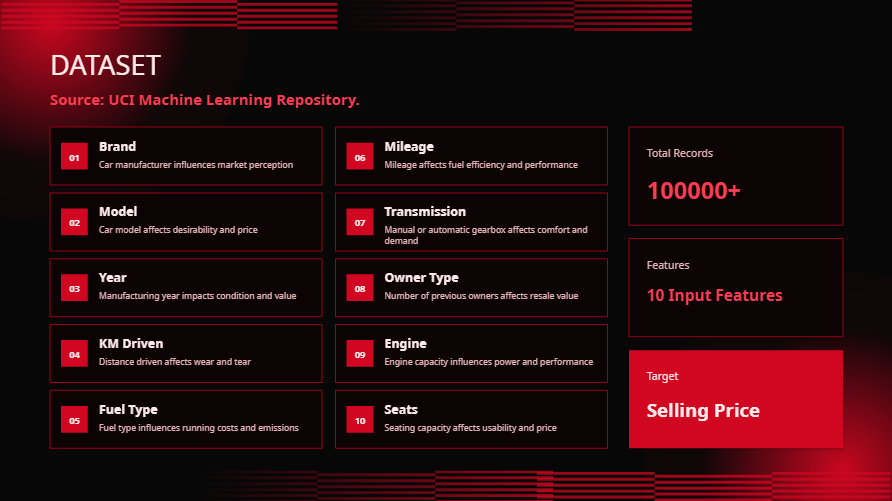 DATASET
Source: UCI Machine Learning Repository.
01
Brand
Car manufacturer influences market perception
02
Model
Car model affects desirability and price
03
Year
Manufacturing year impacts condition and value
04
KM Driven
Distance driven affects wear and tear
05
Fuel Type
Fuel type influences running costs and emissions
06
Mileage
Mileage affects fuel efficiency and performance
07
Transmission
Manual or automatic gearbox affects comfort and
demand
08
Owner Type
Number of previous owners affects resale value
09
Engine
Engine capacity influences power and performance
10
Seats
Seating capacity affects usability and price
Total Records
100000+
Features
10 Input Features
Target
Selling Price